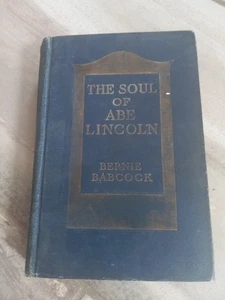 THE SOUL
OF
ABE
LINCOLN
BERNIE
BABCOCK